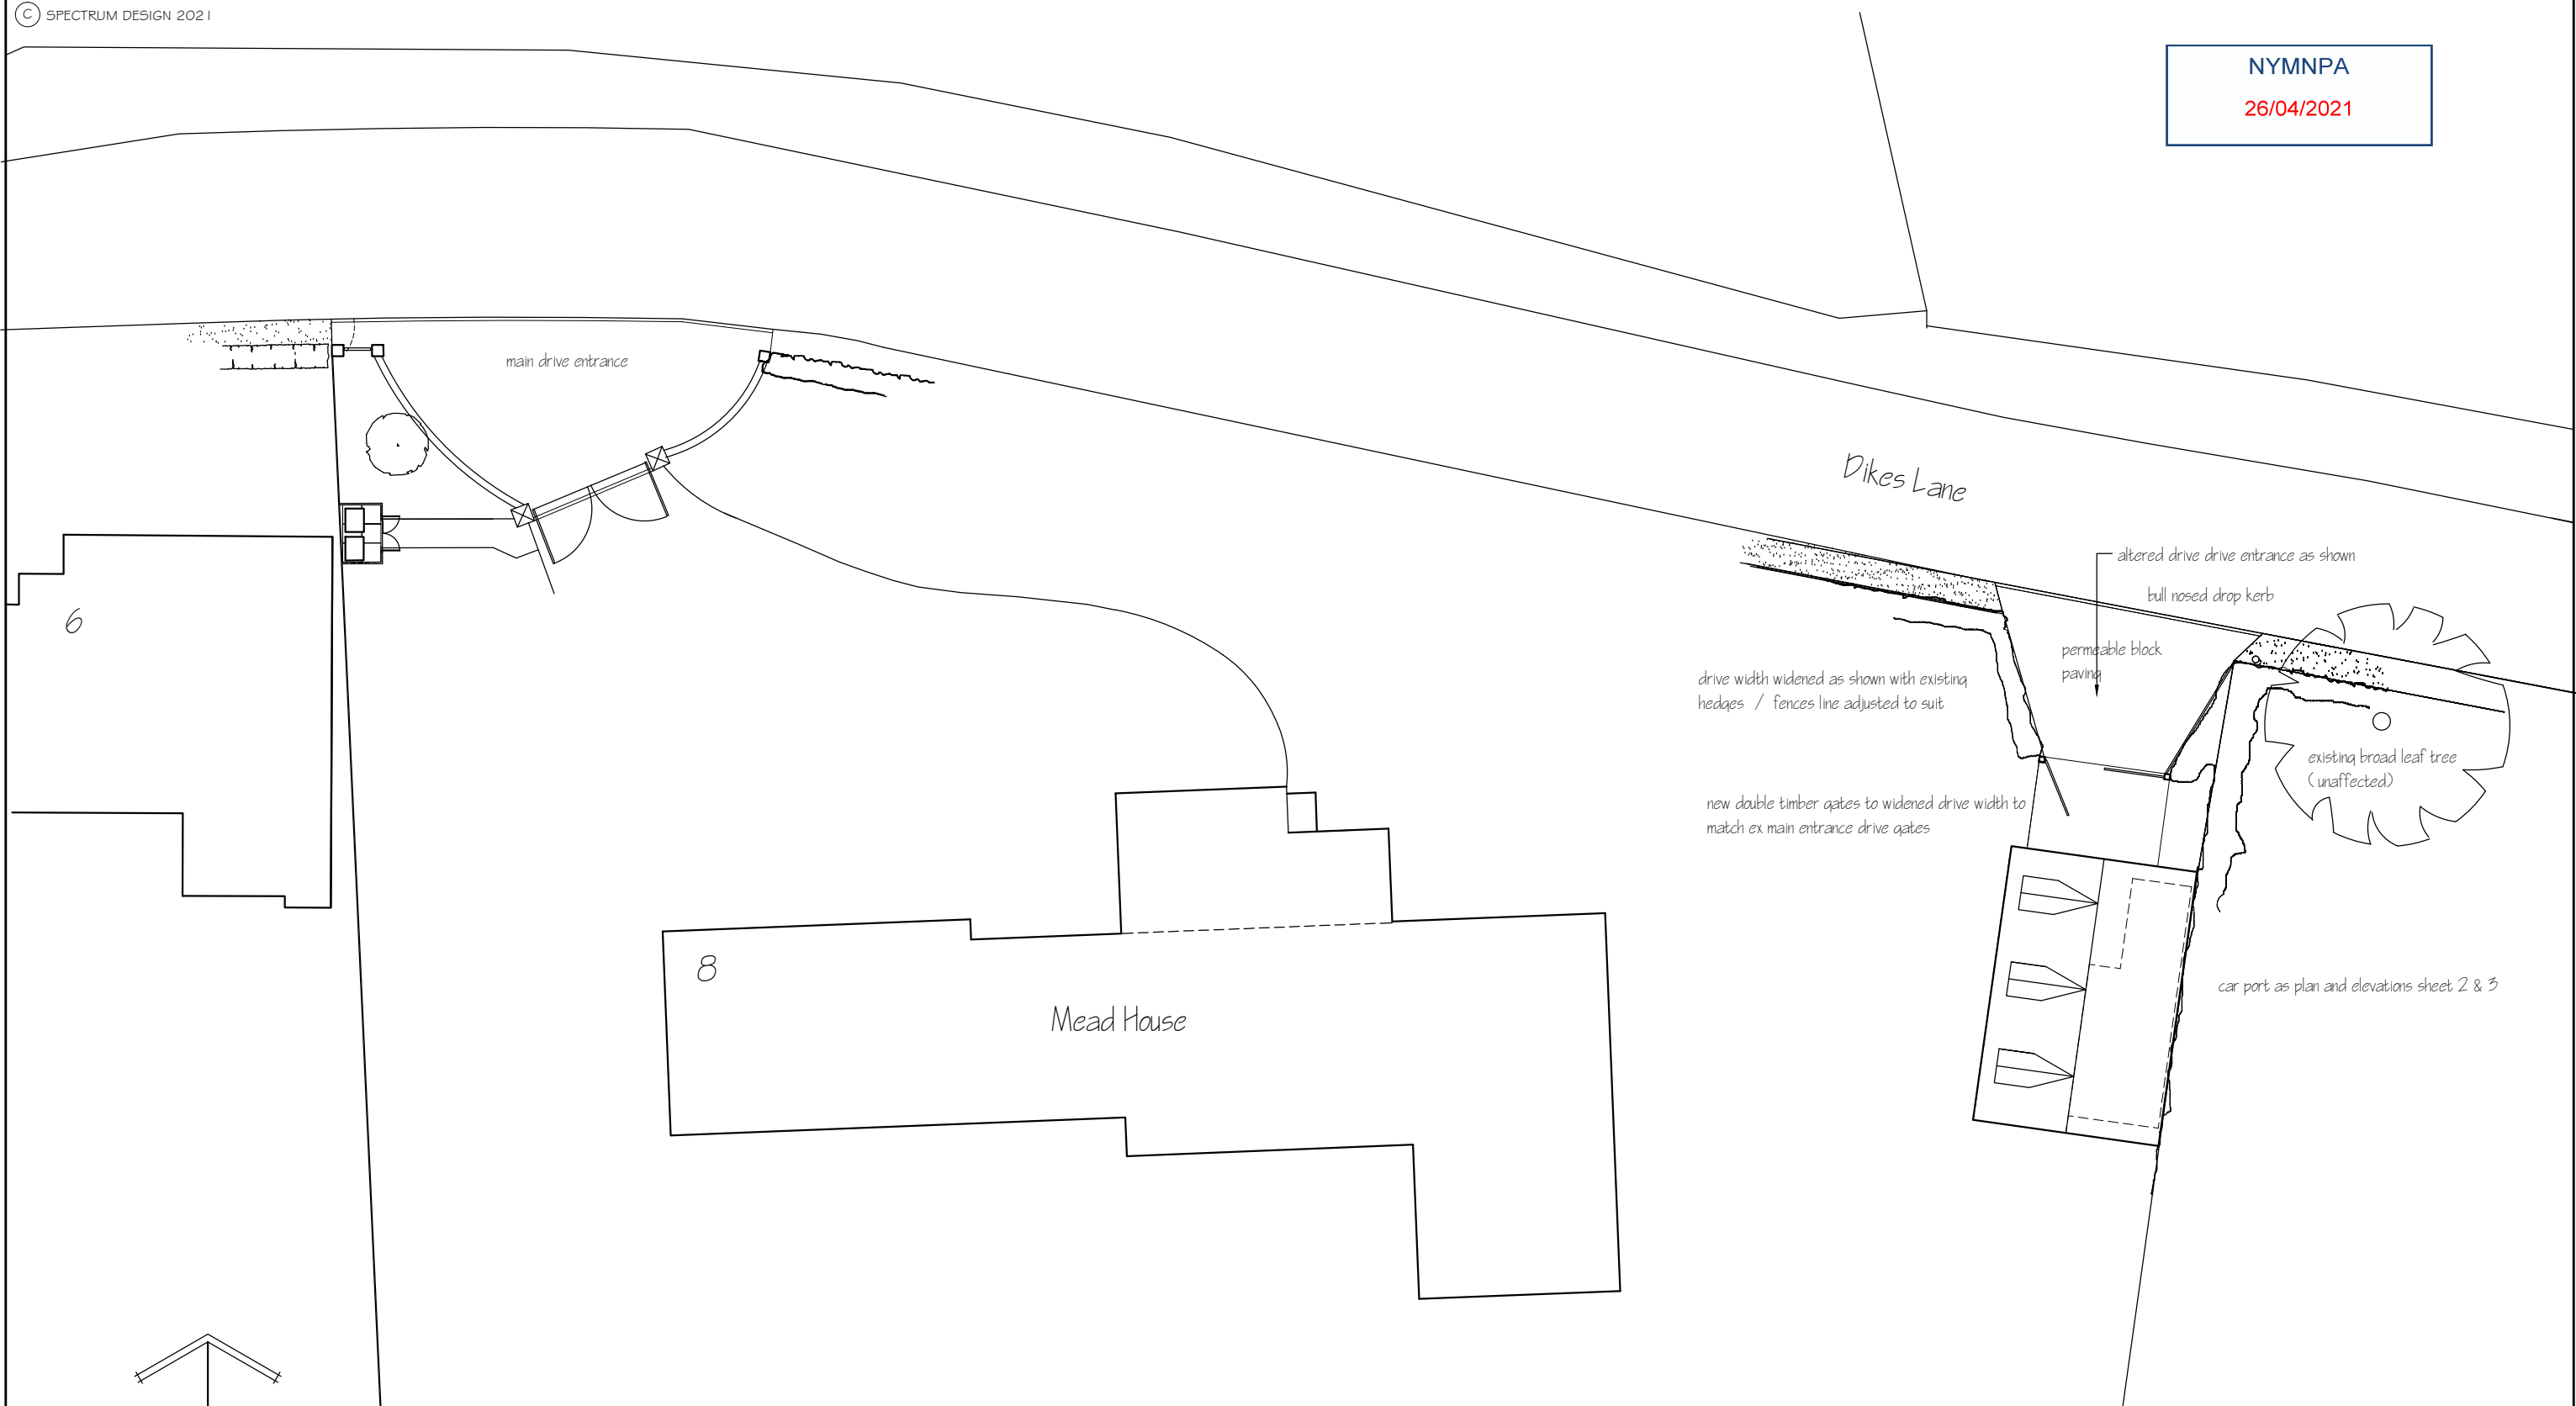 C SPECTRUM DESIGN 2021
NYMNPA
26/04/2021
main drive entrance
Dikes Lane
altered drive drive entrance as shown
bull nosed drop kerb
6
permeable block
paving
drive width widened as shown with existing
hedges / fences line adjusted to suit
existing broad leaf tree
(unaffected)
new double timber gates to widened drive width to
match ex main entrance drive gates
8
car port as plan and elevations sheet 2 & 3
Mead House